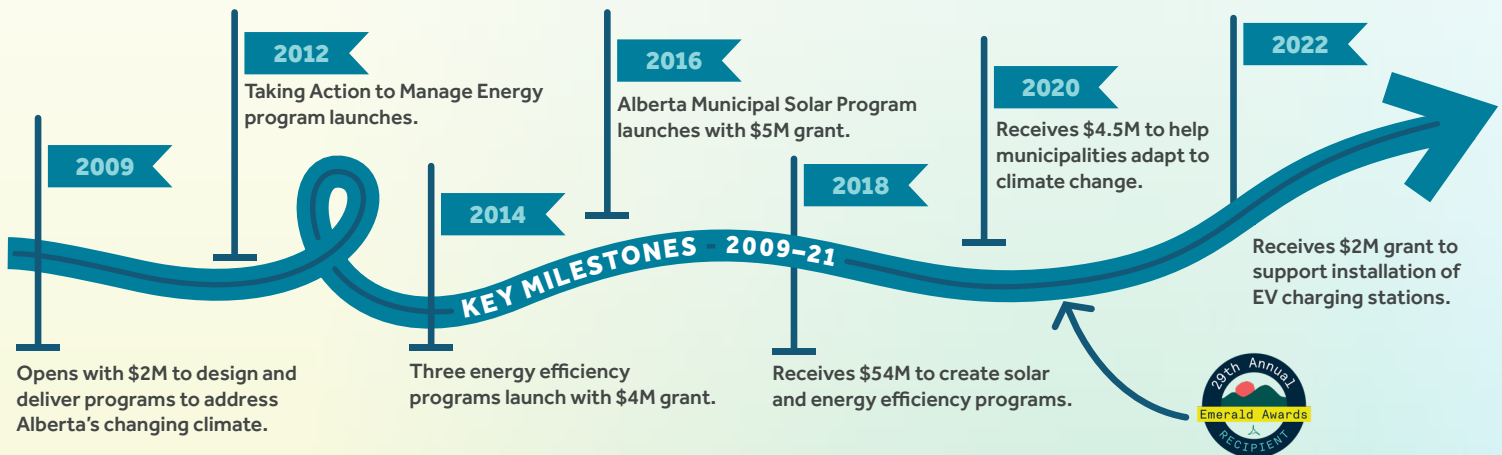 2009
Opens with $2M to design and
deliver programs to address
Alberta’s changing climate.
2012
Taking Action to Manage Energy
program launches.
2014
Three energy efficiency
programs launch with $4M grant.
2016
Alberta Municipal Solar Program
launches with $5M grant.
2018
Receives $54M to create solar
and energy efficiency programs.
2020
Receives $4.5M to help
municipalities adapt to
climate change.
2022
Receives $2M grant to
support installation of
EV charging stations.
KEY MILESTONES - 2009–21
29th Annual
Emerald Awards
RECIPIENT